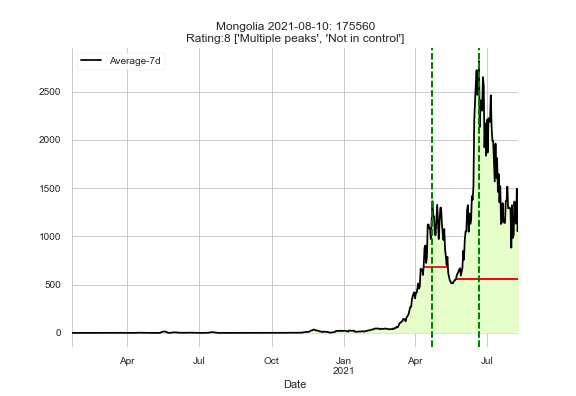 Mongolia 2021-08-10: 175560
Rating:8 ['Multiple peaks', 'Not in control']
Average-7d
2500
2000
1500
1000
500
0
Apr Jul Oct Jan Apr Jul
2021
Date